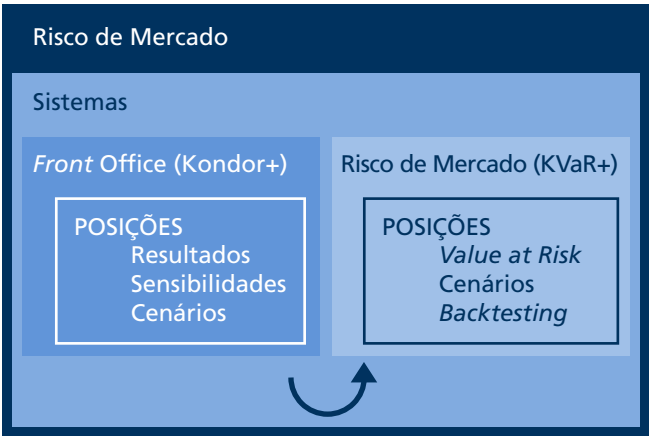 Risco de Mercado
Sistemas
Front Office (Kondor+)
POSIÇÕES
Resultados
Sensibilidades
Cenários
Risco de Mercado (KVaR+)
POSIÇÕES
Value at Risk
Cenários
Backtesting